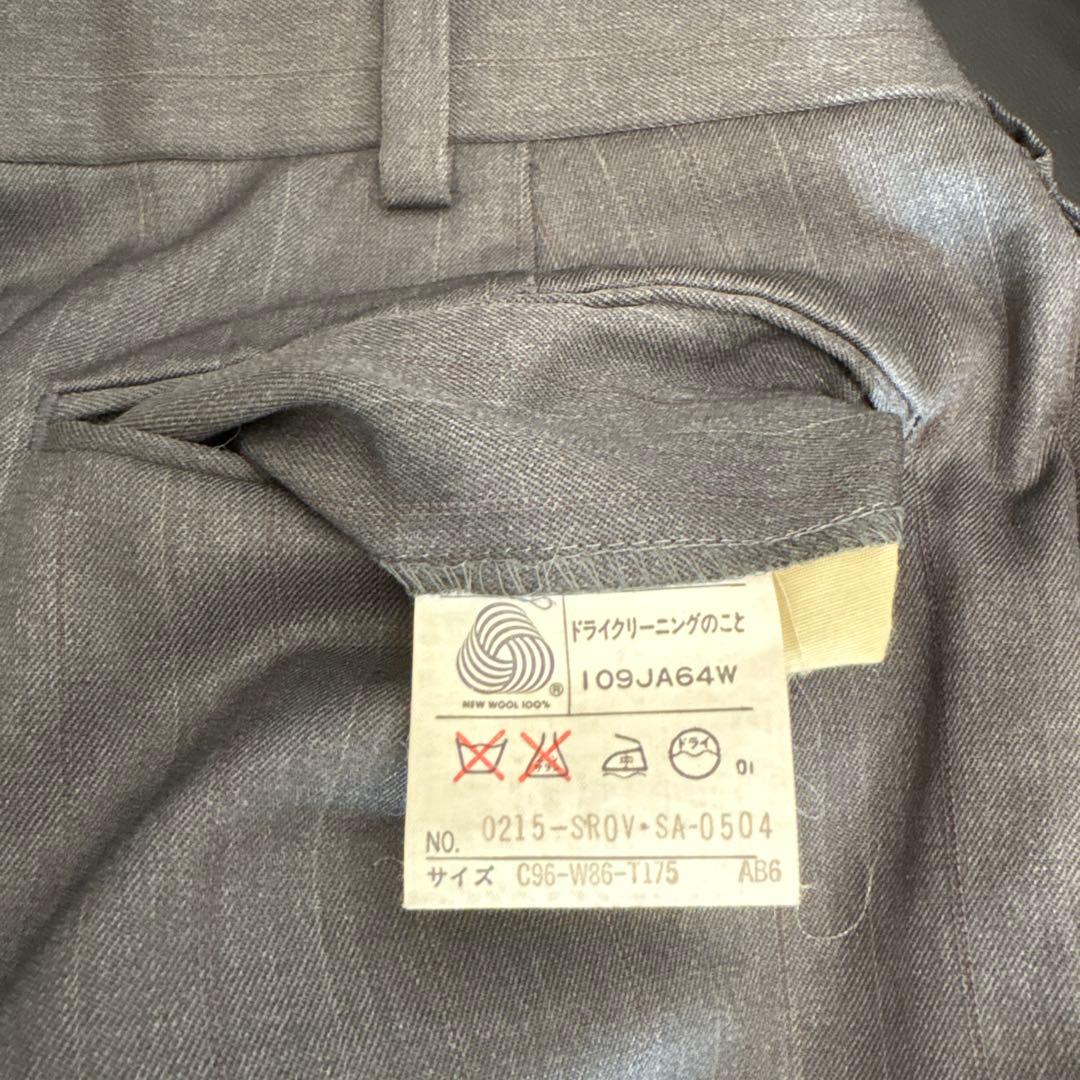 ドライクリーニングのこと
109JA64W
®
NEW WOOL 100%
中
ドライ
01
NO. 0215-SROV・SA-0504
サイズ C96-W86-T175 AB6